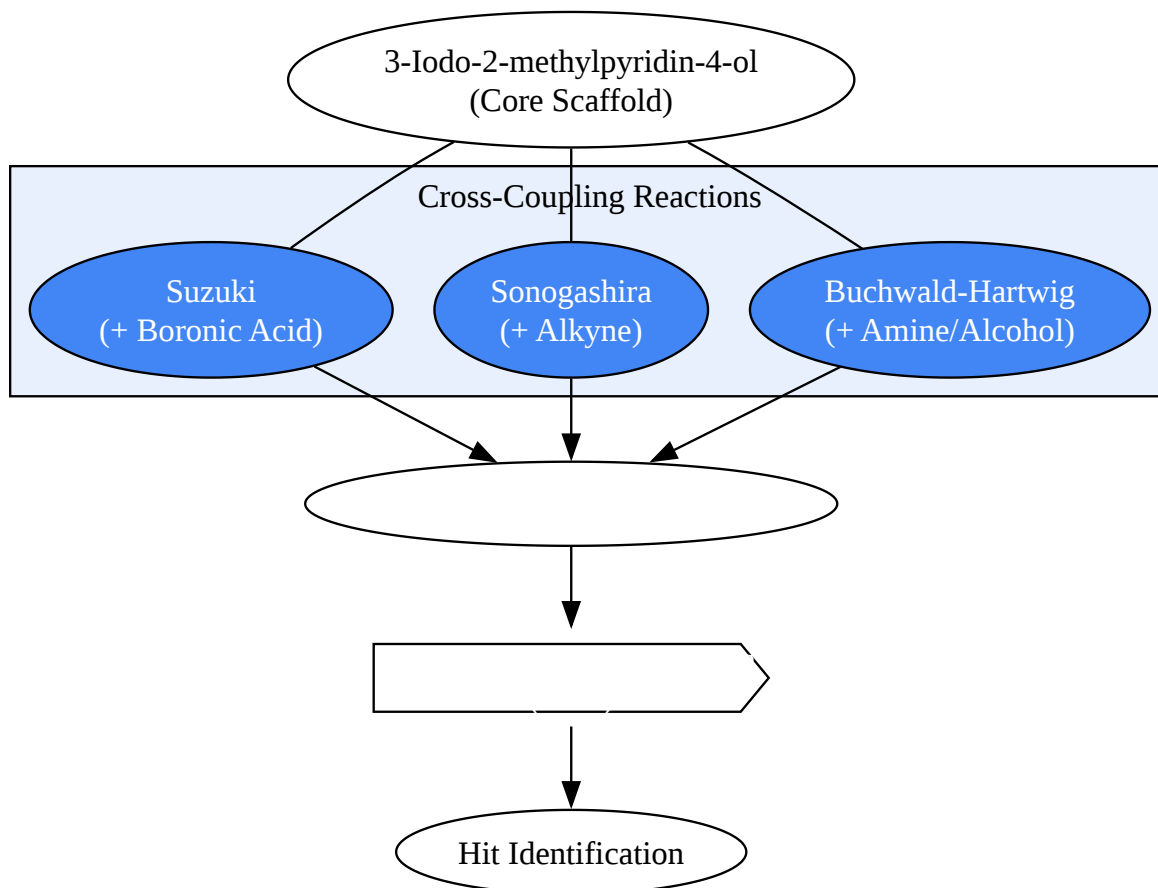 3-Iodo-2-methylpyridin-4-ol
(Core Scaffold)
Cross-Coupling Reactions
Suzuki
(+ Boronic Acid)
Sonogashira
(+ Alkyne)
Buchwald-Hartwig
(+ Amine/Alcohol)
Hit Identification